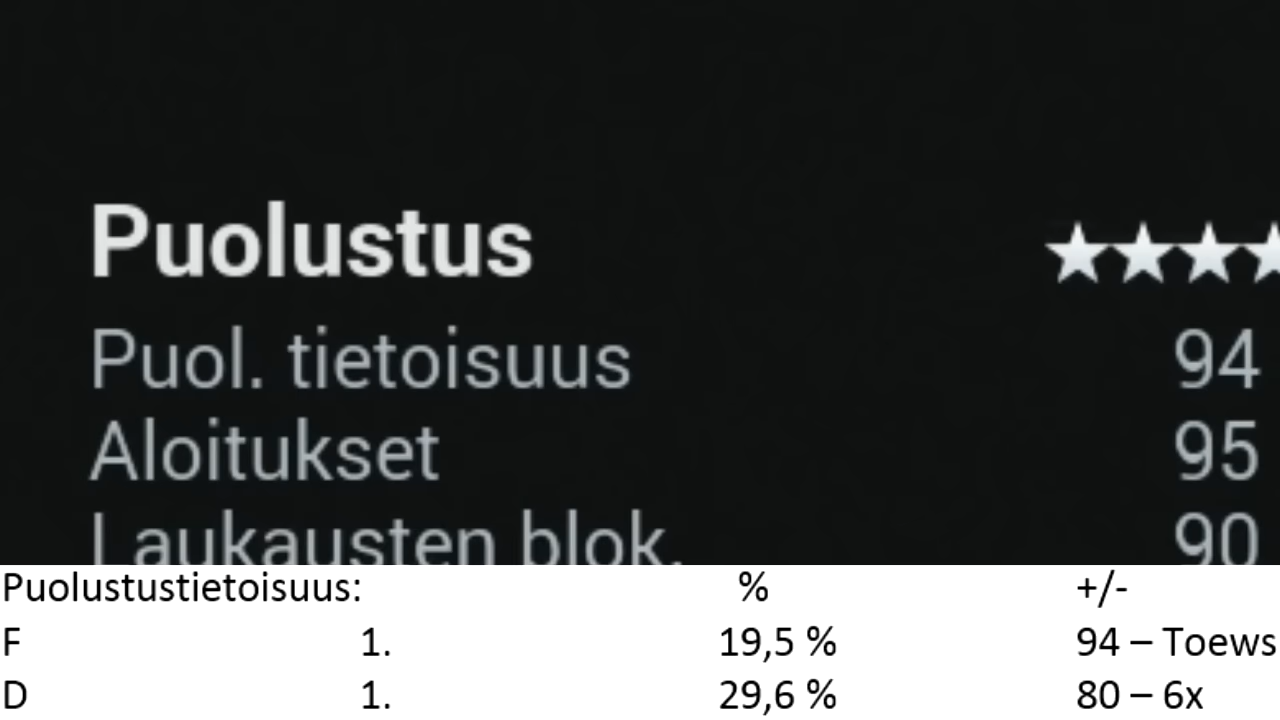 Puolustus
Puol. tietoisuus 94
Aloitukset 95
Laukausten blok. 90
Puolustustietoisuus: % +/-
F 1. 19,5 % 94 – Toews
D 1. 29,6 % 80 – 6x